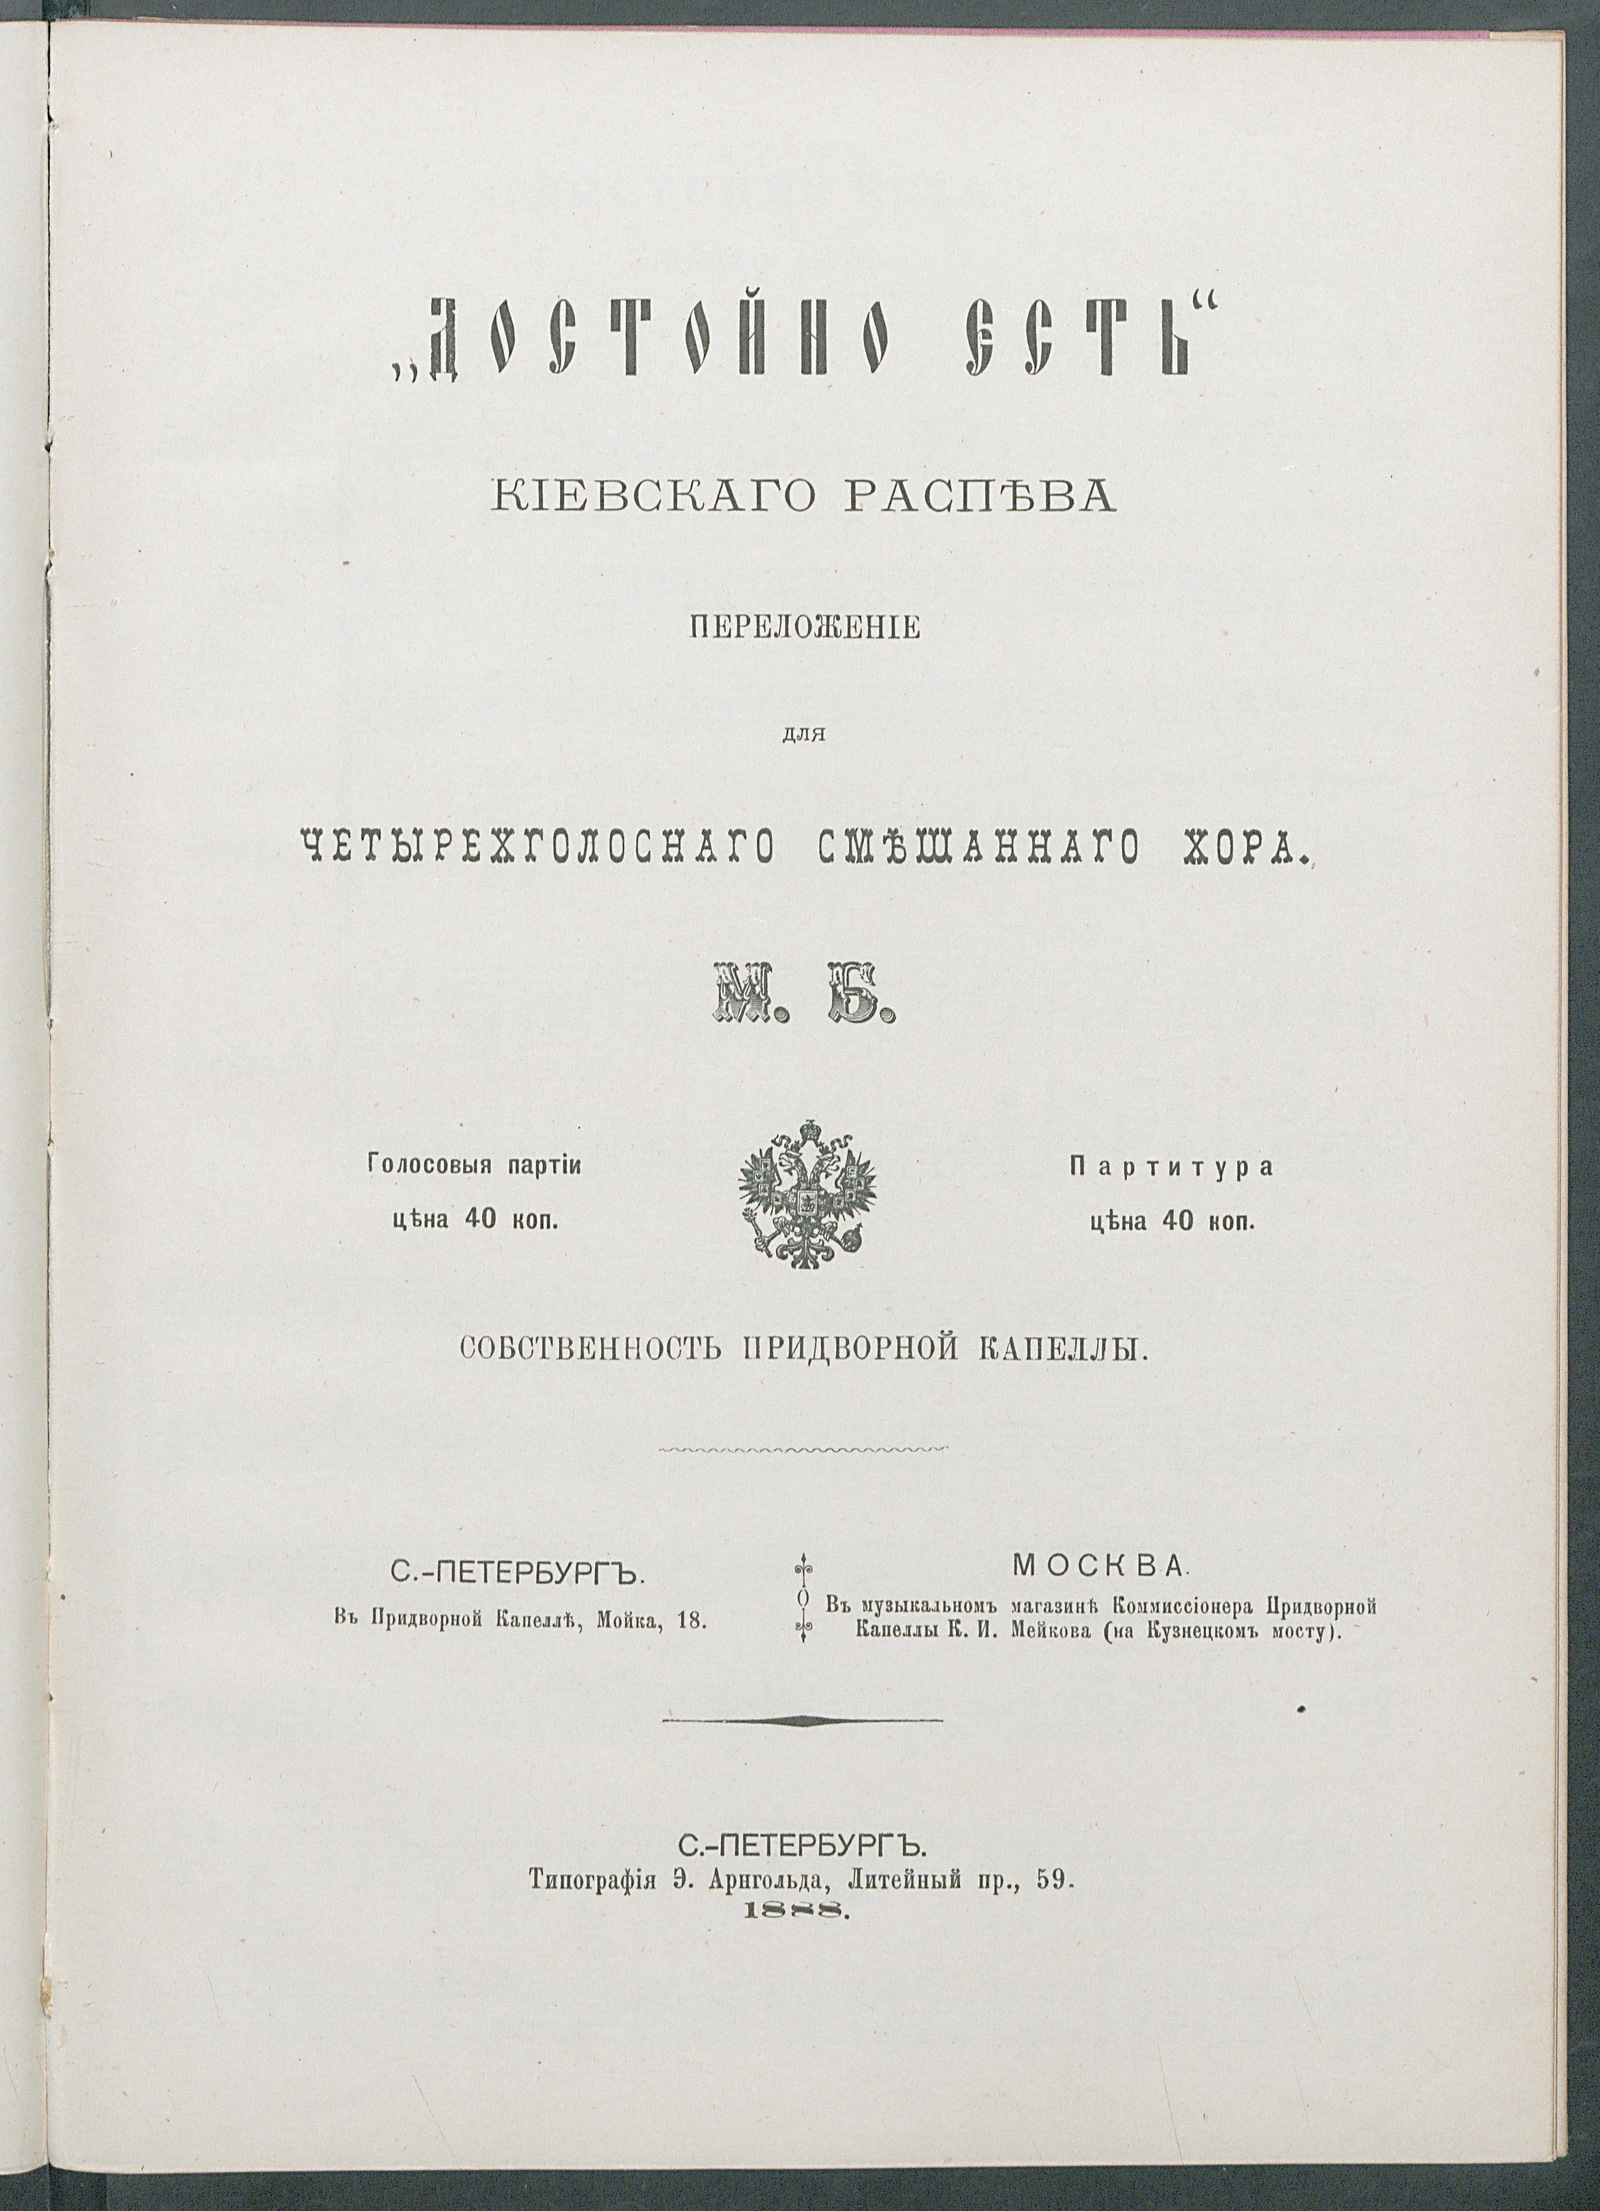 „ДОСТОЙНО ЕСТЬ“
КІЕВСКАГО РАСПѢВА
ПЕРЕЛОЖЕНІЕ
для
ЧЕТЫРЕХГОЛОСНАГО СМѢШАННАГО ХОРА.
М. Б.
Голосовыя партіи
цѣна 40 коп.
Партитура
цѣна 40 коп.
СОБСТВЕННОСТЬ ПРИДВОРНОЙ КАПЕЛЛЫ.
С.-ПЕТЕРБУРГЪ.
Въ Придворной Капеллѣ, Мойка, 18.
МОСКВА.
Въ музыкальномъ магазинѣ Коммиссіонера Придворной
Капеллы К. И. Мейкова (на Кузнецкомъ мосту).
С.-ПЕТЕРБУРГЪ.
Типографія Э. Арнгольда, Литейный пр., 59.
1888.